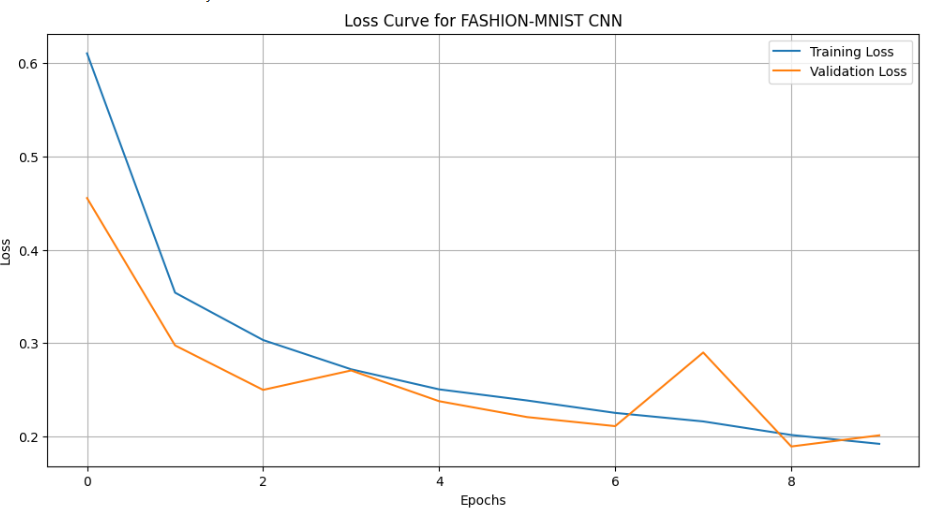 Loss Curve for FASHION-MNIST CNN
Training Loss
Validation Loss
0.6
0.5
0.4
0.3
0.2
Loss
0 2 4 6 8
Epochs